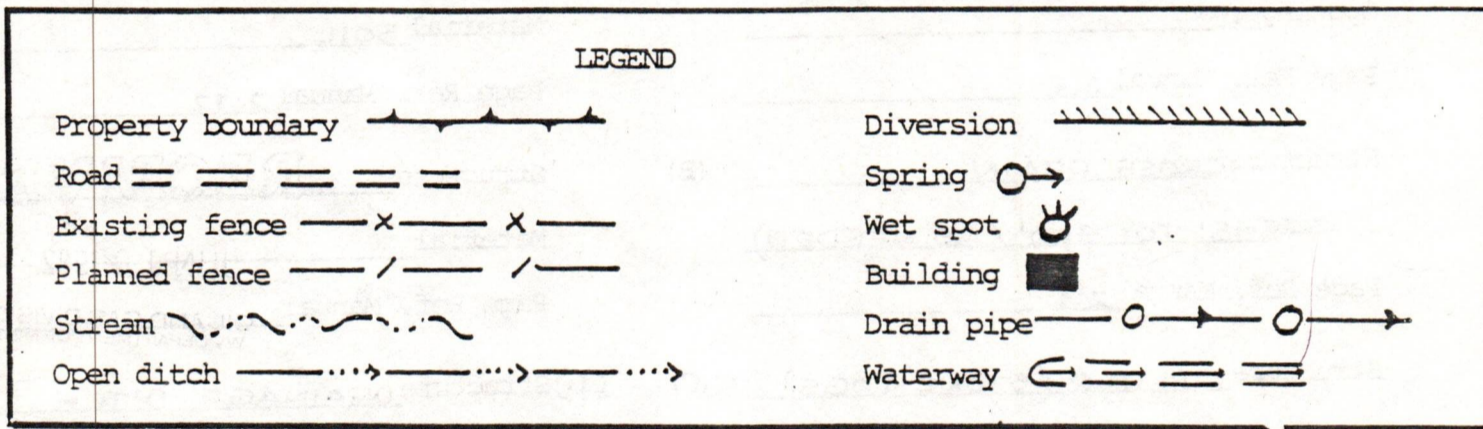 LEGEND
Property boundary
Road
Existing fence
Planned fence
Stream
Open ditch
Diversion
Spring
Wet spot
Building
Drain pipe
Waterway